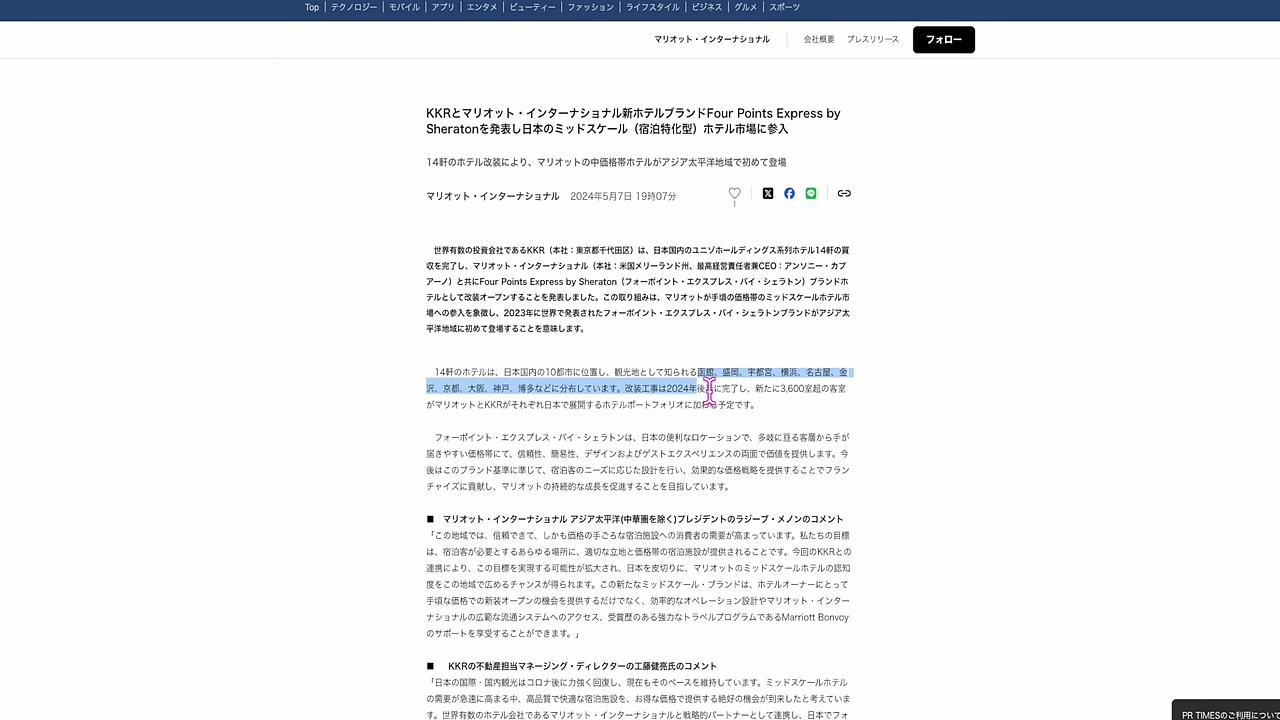 Top テクノロジー モバイル アプリ エンタメ ビューティー ファッション ライフスタイル ビジネス グルメ スポーツ
マリオット・インターナショナル 会社概要 プレスリリース フォロー
KKRとマリオット・インターナショナル新ホテルブランドFour Points Express by
Sheratonを発表し日本のミッドスケール（宿泊特化型）ホテル市場に参入
14軒のホテル改装により、マリオットの中価格帯ホテルがアジア太平洋地域で初めて登場
マリオット・インターナショナル 2024年5月7日 19時07分
1
世界有数の投資会社であるKKR（本社：東京都千代田区）は、日本国内のユニゾホールディングス系列ホテル14軒の買
収を完了し、マリオット・インターナショナル（本社：米国メリーランド州、最高経営責任者兼CEO：アンソニー・カプ
アーノ）と共にFour Points Express by Sheraton（フォーポイント・エクスプレス・バイ・シェラトン）ブランドホ
テルとして改装オープンすることを発表しました。この取り組みは、マリオットが手頃の価格帯のミッドスケールホテル市
場への参入を象徴し、2023年に世界で発表されたフォーポイント・エクスプレス・バイ・シェラトンブランドがアジア太
平洋地域に初めて登場することを意味します。
14軒のホテルは、日本国内の10都市に位置し、観光地として知られる函館、盛岡、宇都宮、横浜、名古屋、金
沢、京都、大阪、神戸、博多などに分布しています。改装工事は2024年後半に完了し、新たに3,600室超の客室
がマリオットとKKRがそれぞれ日本で展開するホテルポートフォリオに加わる予定です。
フォーポイント・エクスプレス・バイ・シェラトンは、日本の便利なロケーションで、多岐に亘る客層から手が
届きやすい価格帯にて、信頼性、簡易性、デザインおよびゲストエクスペリエンスの両面で価値を提供します。今
後はこのブランド基準に準じて、宿泊客のニーズに応じた設計を行い、効果的な価格戦略を提供することでフラン
チャイズに貢献し、マリオットの持続的な成長を促進することを目指しています。
■ マリオット・インターナショナル アジア太平洋(中華圏を除く)プレジデントのラジーブ・メノンのコメント
「この地域では、信頼できて、しかも価格の手ごろな宿泊施設への消費者の需要が高まっています。私たちの目標
は、宿泊客が必要とするあらゆる場所に、適切な立地と価格帯の宿泊施設が提供されることです。今回のKKRとの
連携により、この目標を実現する可能性が拡大され、日本を皮切りに、マリオットのミッドスケールホテルの認知
度をこの地域で広めるチャンスが得られます。この新たなミッドスケール・ブランドは、ホテルオーナーにとって
手頃な価格での新装オープンの機会を提供するだけでなく、効率的なオペレーション設計やマリオット・インター
ナショナルの広範な流通システムへのアクセス、受賞歴のある強力なトラベルプログラムであるMarriott Bonvoy
のサポートを享受することができます。」
■ KKRの不動産担当マネージング・ディレクターの工藤健亮氏のコメント
「日本の国際・国内観光はコロナ後に力強く回復し、現在もそのペースを維持しています。ミッドスケールホテル
の需要が急速に高まる中、高品質で快適な宿泊施設を、お得な価格で提供する絶好の機会が到来したと考えていま
す。世界有数のホテル会社であるマリオット・インターナショナルと戦略的パートナーとして連携し、日本でフォ
PR TIMESのご利用について